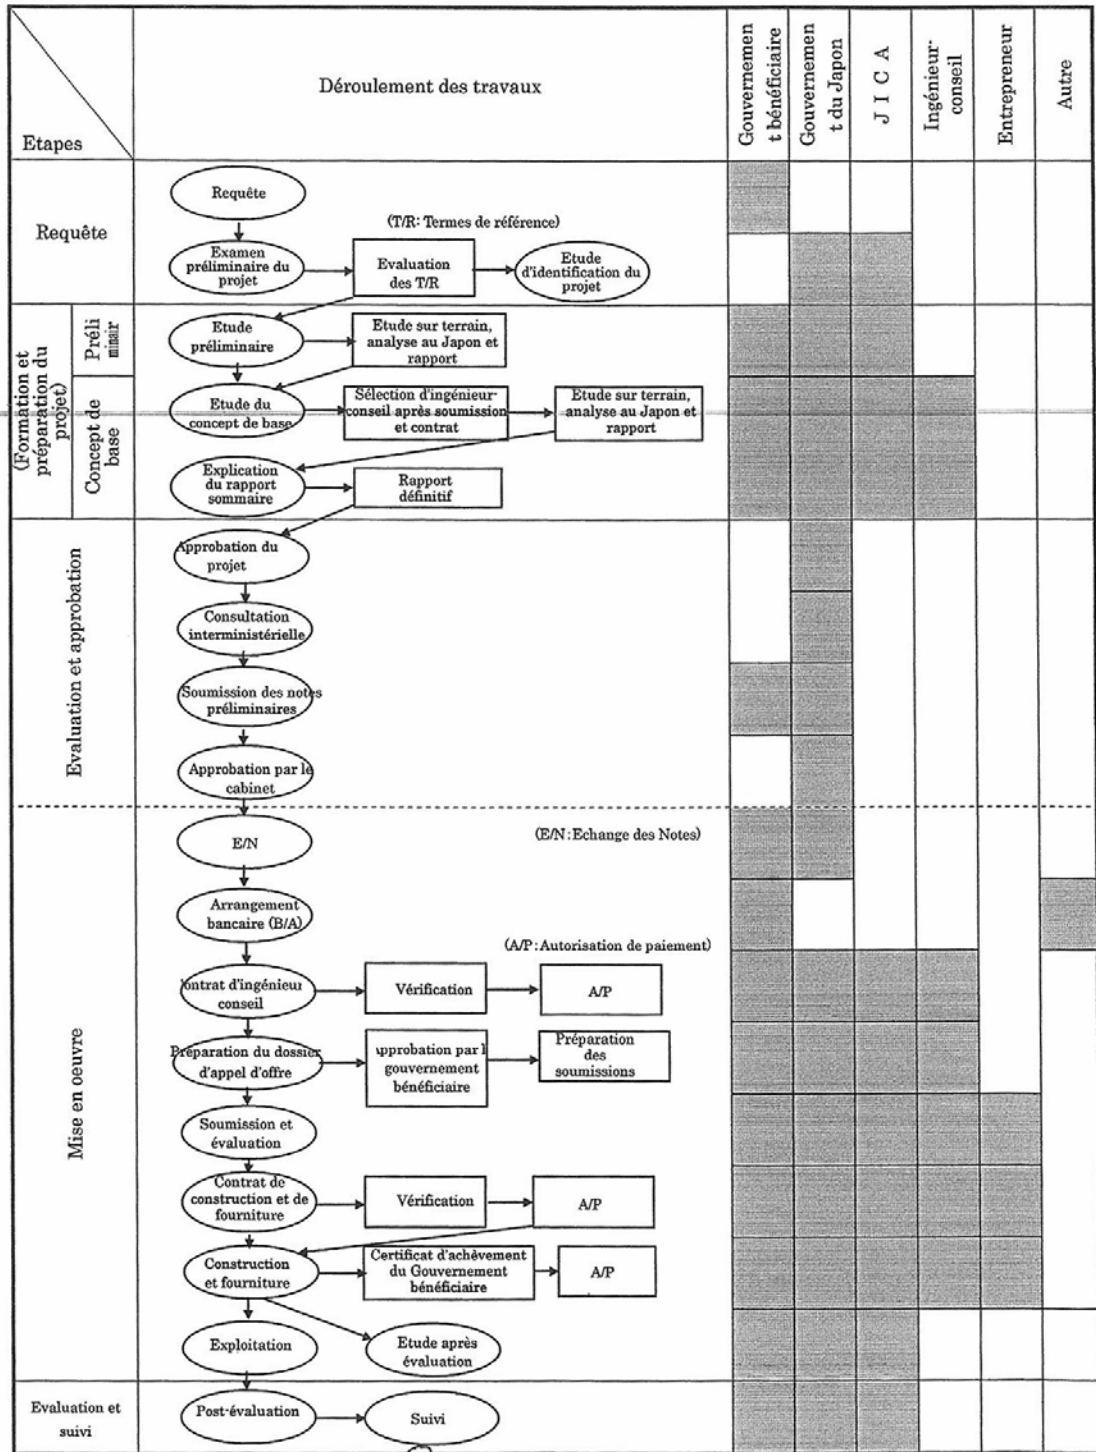 Etapes
Déroulement des travaux
Gouvernemen
t bénéficiaire
Gouvernemen
t du Japon
J I C A
Ingénieur-
conseil
Entrepreneur
Autre
Requête
Requête
(T/R: Termes de référence)
Examen
préliminaire du
projet
Evaluation
des T/R
Etude
d'identification du
projet
(Formation et
préparation du
projet)
Préli
minair
Etude
préliminaire
Etude sur terrain,
analyse au Japon et
rapport
Concept de
base
Etude du
concept de base
Sélection d'ingénieur-
conseil après soumission
et contrat
Etude sur terrain,
analyse au Japon et
rapport
Explication
du rapport
sommaire
Rapport
définitif
Evaluation et approbation
Approbation du
projet
Consultation
interministérielle
Soumission des notes
préliminaires
Approbation par le
cabinet
Mise en oeuvre
E/N
(E/N : Echange des Notes)
Arrangement
bancaire (B/A)
(A/P : Autorisation de paiement)
Contrat d'ingénieur
conseil
Vérification
A/P
Préparation du dossier
d'appel d'offre
Approbation par l
gouvernement
bénéficiaire
Préparation
des
soumissions
Soumission et
évaluation
Contrat de
construction et de
fourniture
Vérification
A/P
Construction
et fourniture
Certificat d'achèvement
du Gouvernement
bénéficiaire
A/P
Exploitation
Etude après
évaluation
Evaluation et
suivi
Post-évaluation
Suivi